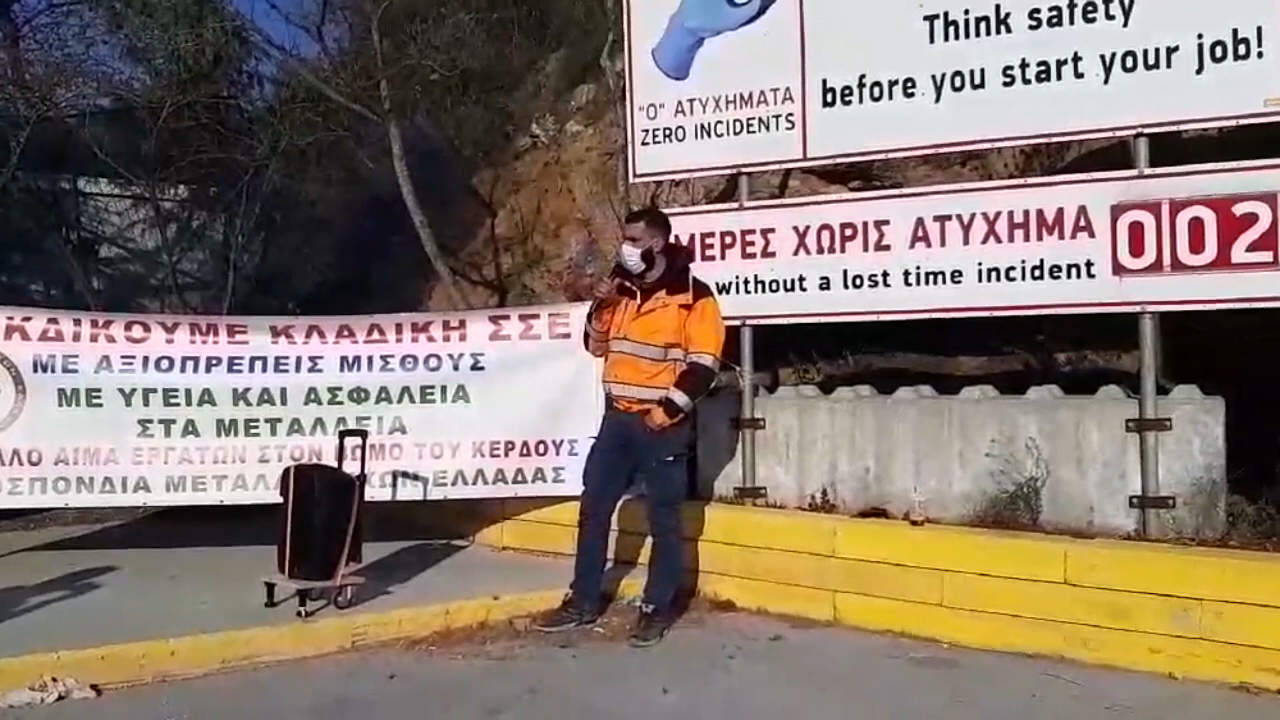 Think safety
before you start your job!
"0" ΑΤΥΧΗΜΑΤΑ
ZERO INCIDENTS
ΜΕΡΕΣ ΧΩΡΙΣ ΑΤΥΧΗΜΑ
without a lost time incident
002
ΚΔΙΚΟΥΜΕ ΚΛΑΔΙΚΗ ΣΣΕ
ΜΕ ΑΞΙΟΠΡΕΠΕΙΣ ΜΙΣΘΟΥΣ
ΜΕ ΥΓΕΙΑ ΚΑΙ ΑΣΦΑΛΕΙΑ
ΣΤΑ ΜΕΤΑΛΛΕΙΑ
ΛΛΟ ΑΙΜΑ ΕΡΓΑΤΩΝ ΣΤΟΝ ΒΩΜΟ ΤΟΥ ΚΕΡΔΟΥΣ
ΟΣΠΟΝΔΙΑ ΕΛΛΑΔΑΣ